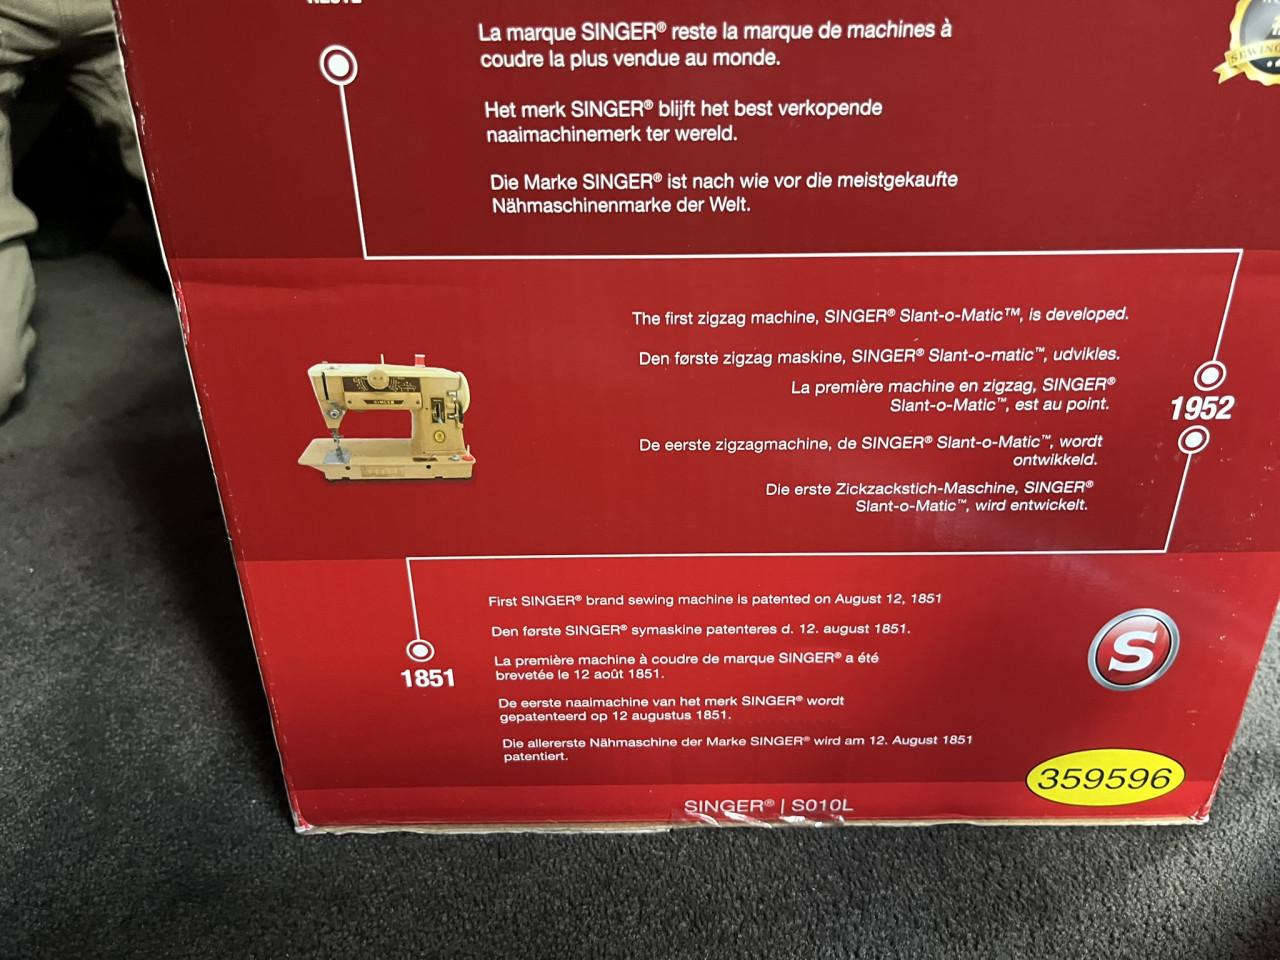 La marque SINGER® reste la marque de machines à
coudre la plus vendue au monde.
Het merk SINGER® blijft het best verkopende
naaimachinemerk ter wereld.
Die Marke SINGER® ist nach wie vor die meistgekaufte
Nähmaschinenmarke der Welt.
The first zigzag machine, SINGER® Slant-o-Matic™, is developed.
Den første zigzag maskine, SINGER® Slant-o-matic™, udvikles.
La première machine en zigzag, SINGER®
Slant-o-Matic™, est au point.
De eerste zigzagmachine, de SINGER® Slant-o-Matic™, wordt
ontwikkeld.
Die erste Zickzackstich-Maschine, SINGER®
Slant-o-Matic™, wird entwickelt.
1952
SINGER
First SINGER® brand sewing machine is patented on August 12, 1851
Den første SINGER® symaskine patenteres d. 12. august 1851.
La première machine à coudre de marque SINGER® a été
brevetée le 12 août 1851.
De eerste naaimachine van het merk SINGER® wordt
gepatenteerd op 12 augustus 1851.
Die allererste Nähmaschine der Marke SINGER® wird am 12. August 1851
patentiert.
1851
S
359596
SINGER® | S010L